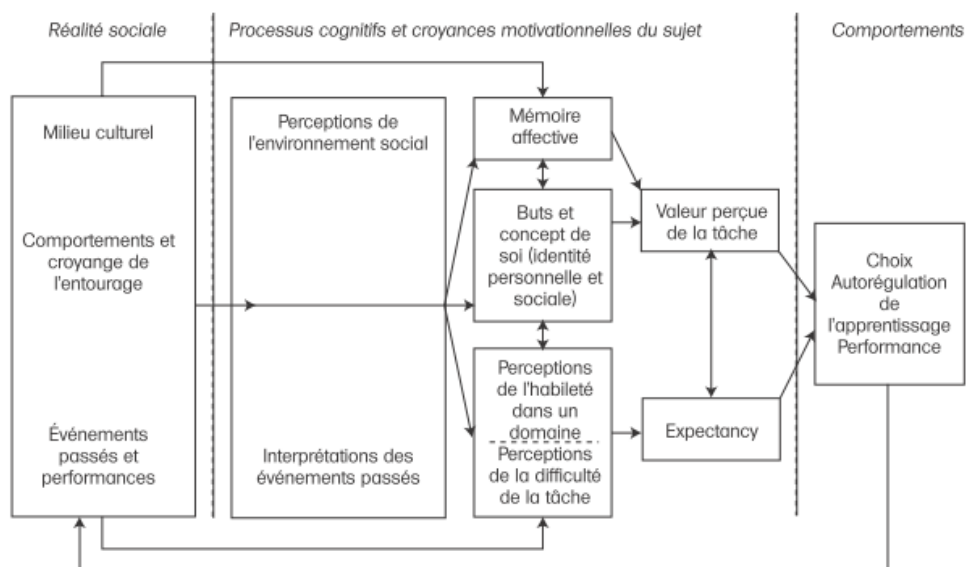 Réalité sociale
Processus cognitifs et croyances motivationnelles du sujet
Comportements
Milieu culturel
Comportements et
croyange de
l'entourage
Événements
passés et
performances
Perceptions de
l'environnement social
Interprétations des
événements passés
Mémoire
affective
Buts et
concept de
soi (identité
personnelle et
sociale)
Perceptions
de l'habileté
dans un
domaine
Perceptions
de la difficulté
de la tâche
Valeur perçue
de la tâche
Expectancy
Choix
Autorégulation
de
l'apprentissage
Performance